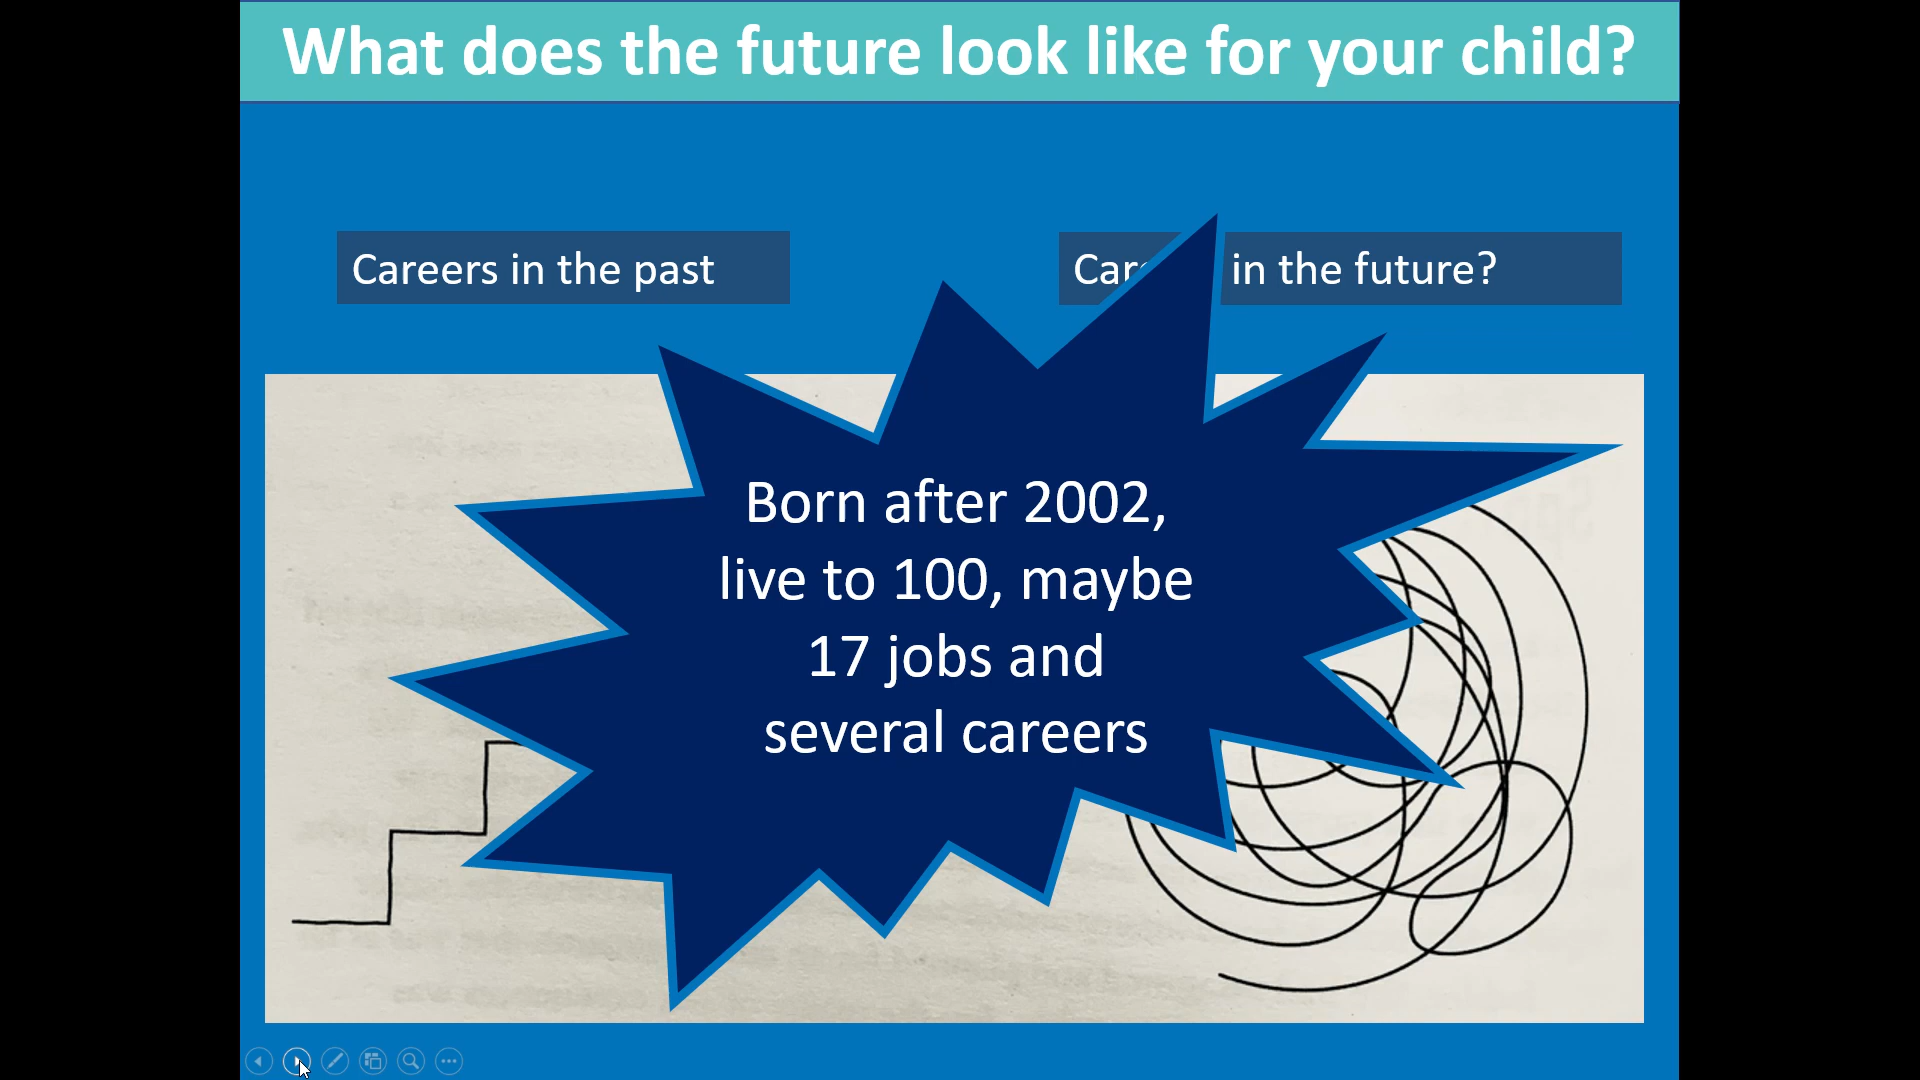 What does the future look like for your child?
Careers in the past
Car in the future?
Born after 2002,
live to 100, maybe
17 jobs and
several careers